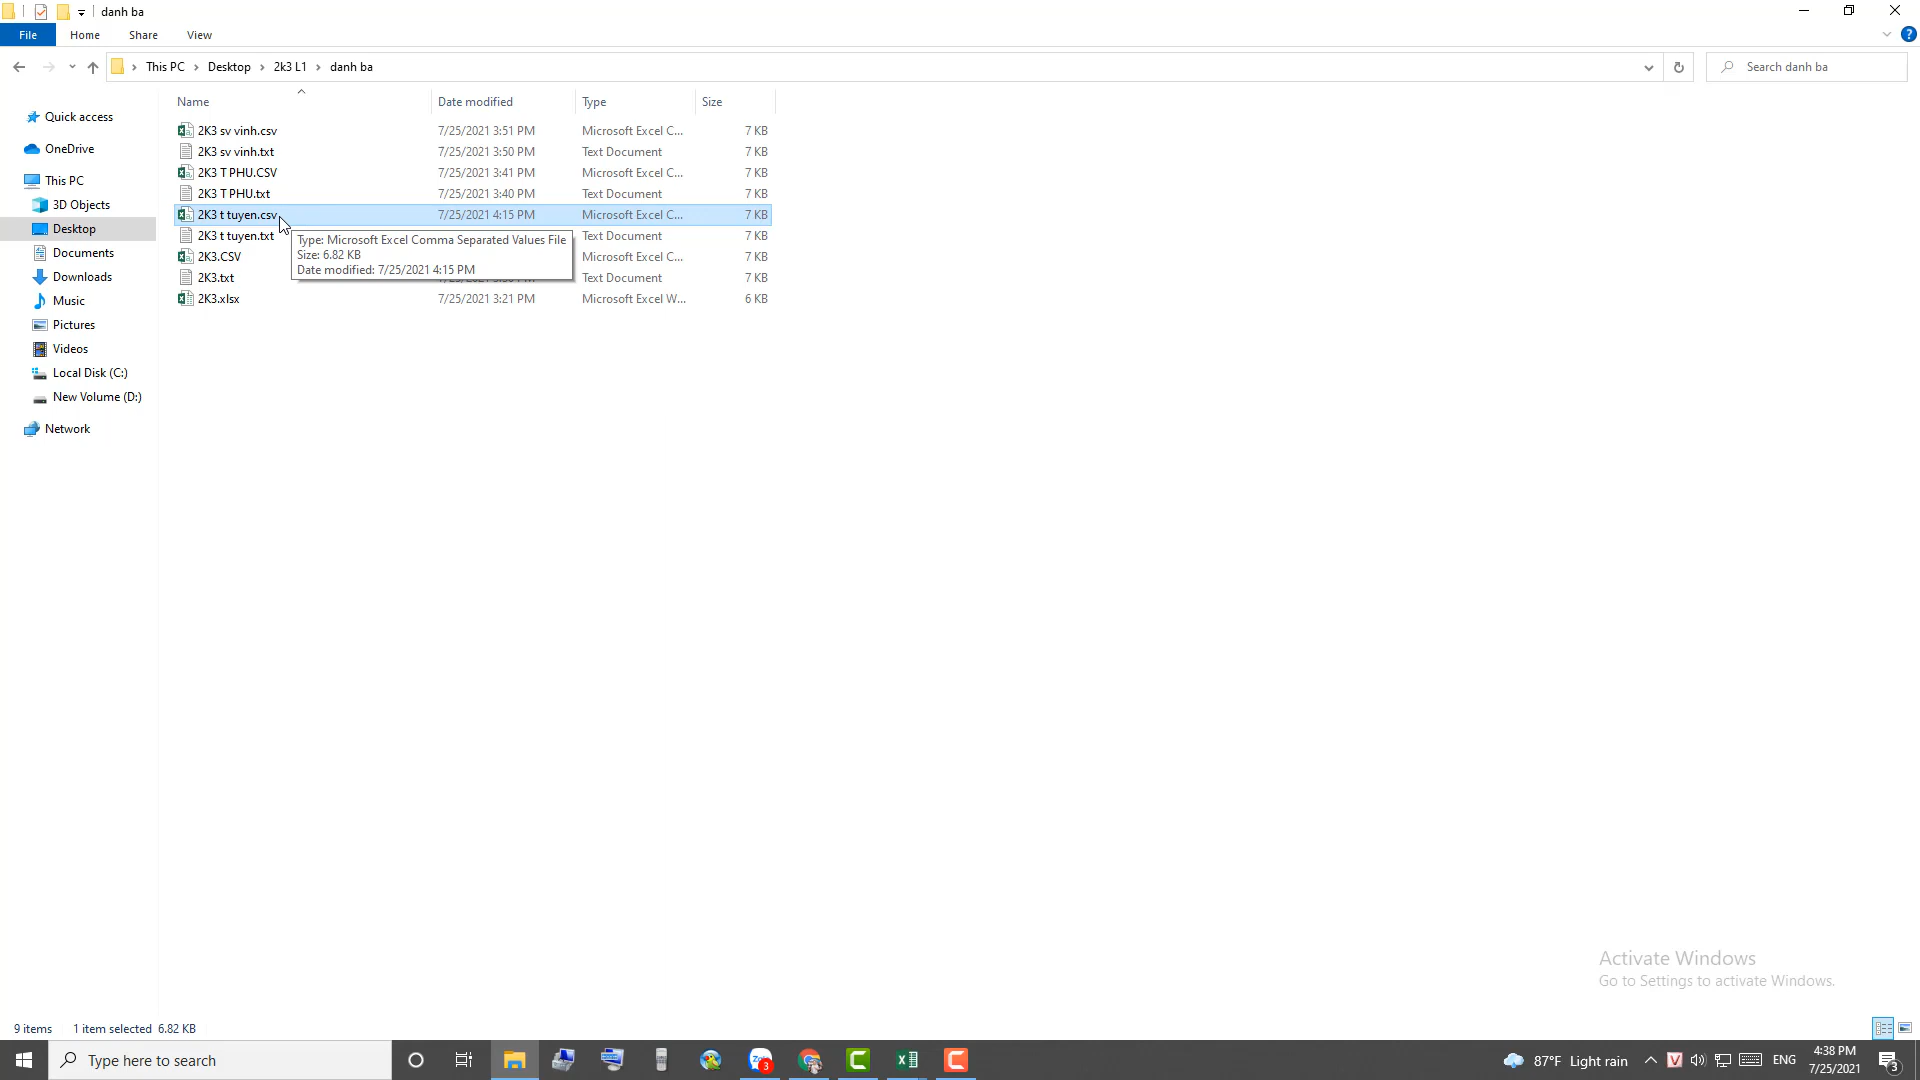 danh ba
File Home Share View
This PC Desktop 2k3 L1 danh ba Search danh ba
Name Date modified Type Size
Quick access
OneDrive
This PC
3D Objects
Desktop
Documents
Downloads
Music
Pictures
Videos
Local Disk (C:)
New Volume (D:)
Network
2K3 sv vinh.csv 7/25/2021 3:51 PM Microsoft Excel C... 7 KB
2K3 sv vinh.txt 7/25/2021 3:50 PM Text Document 7 KB
2K3 T PHU.CSV 7/25/2021 3:41 PM Microsoft Excel C... 7 KB
2K3 T PHU.txt 7/25/2021 3:40 PM Text Document 7 KB
2K3 t tuyen.csv 7/25/2021 4:15 PM Microsoft Excel C... 7 KB
2K3 t tuyen.txt Text Document 7 KB
2K3.CSV Microsoft Excel C... 7 KB
2K3.txt Text Document 7 KB
2K3.xlsx 7/25/2021 3:21 PM Microsoft Excel W... 6 KB
Type: Microsoft Excel Comma Separated Values File
Size: 6.82 KB
Date modified: 7/25/2021 4:15 PM
Activate Windows
Go to Settings to activate Windows.
9 items 1 item selected 6.82 KB
Type here to search
3
87°F Light rain
ENG
4:38 PM
7/25/2021
3